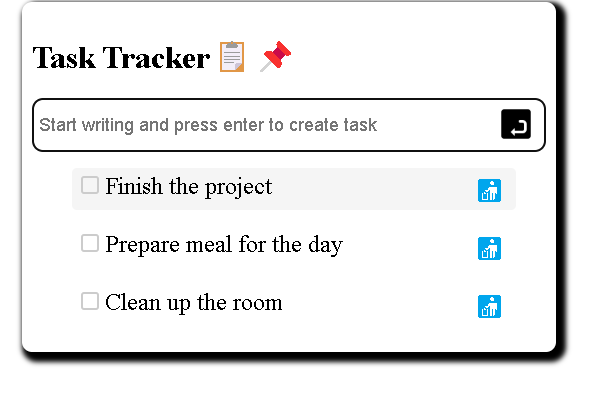 Task Tracker 📋 📌
Start writing and press enter to create task
Finish the project
Prepare meal for the day
Clean up the room